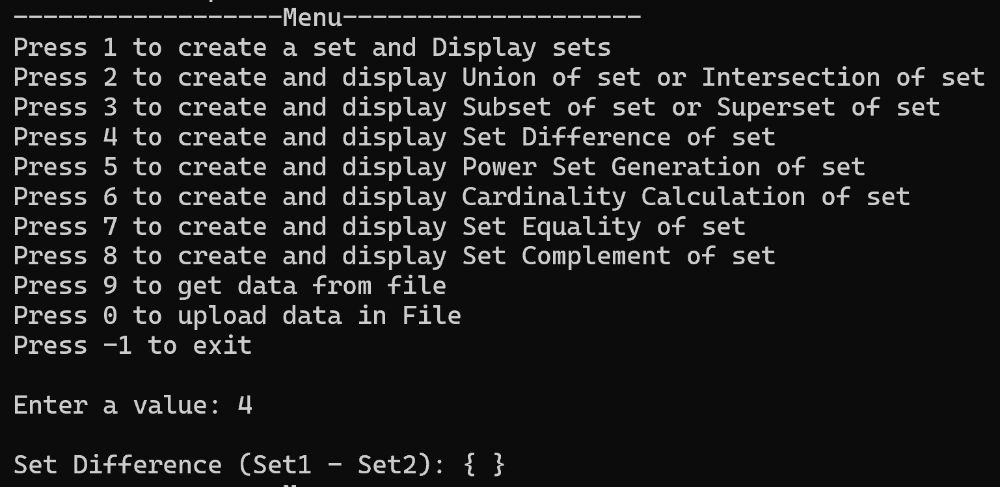 ------------------Menu--------------------
Press 1 to create a set and Display sets
Press 2 to create and display Union of set or Intersection of set
Press 3 to create and display Subset of set or Superset of set
Press 4 to create and display Set Difference of set
Press 5 to create and display Power Set Generation of set
Press 6 to create and display Cardinality Calculation of set
Press 7 to create and display Set Equality of set
Press 8 to create and display Set Complement of set
Press 9 to get data from file
Press 0 to upload data in File
Press -1 to exit
Enter a value: 4
Set Difference (Set1 - Set2): { }